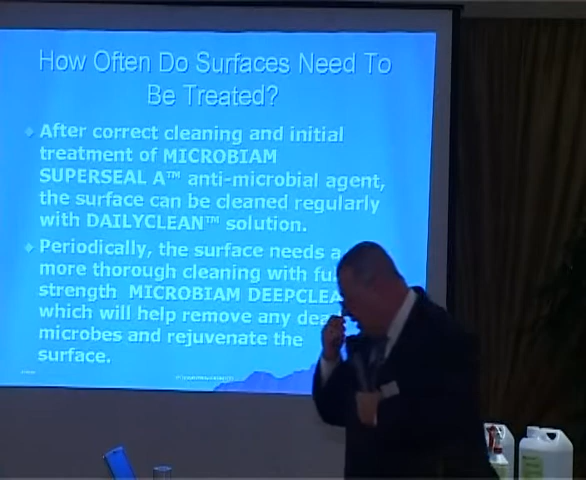 How Often Do Surfaces Need To
Be Treated?
After correct cleaning and initial
treatment of MICROBIAM
SUPERSEAL A™ anti-microbial agent,
the surface can be cleaned regularly
with DAILYCLEAN™ solution.
Periodically, the surface needs a
more thorough cleaning with fu
strength MICROBIAM DEEPCLEA
which will help remove any dea
microbes and rejuvenate the
surface.